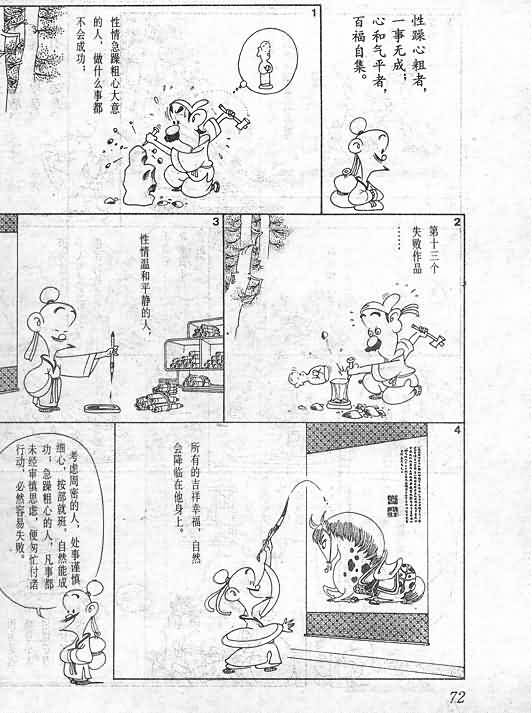 性躁心粗者，
一事无成；
心和气平者，
百福自集。
1
性情急躁粗心大意
的人，做什么事都
不会成功；
2
第十三个
失败作品
……
3
性情温和平静的人，
4
所有的吉祥幸福，自然
会降临在他身上。
考虑周密的人，处事谨慎
细心，按部就班。自然能成
功；急躁粗心的人，凡事都
未经审慎思虑，便匆忙付诺
行动，必然容易失败。
72